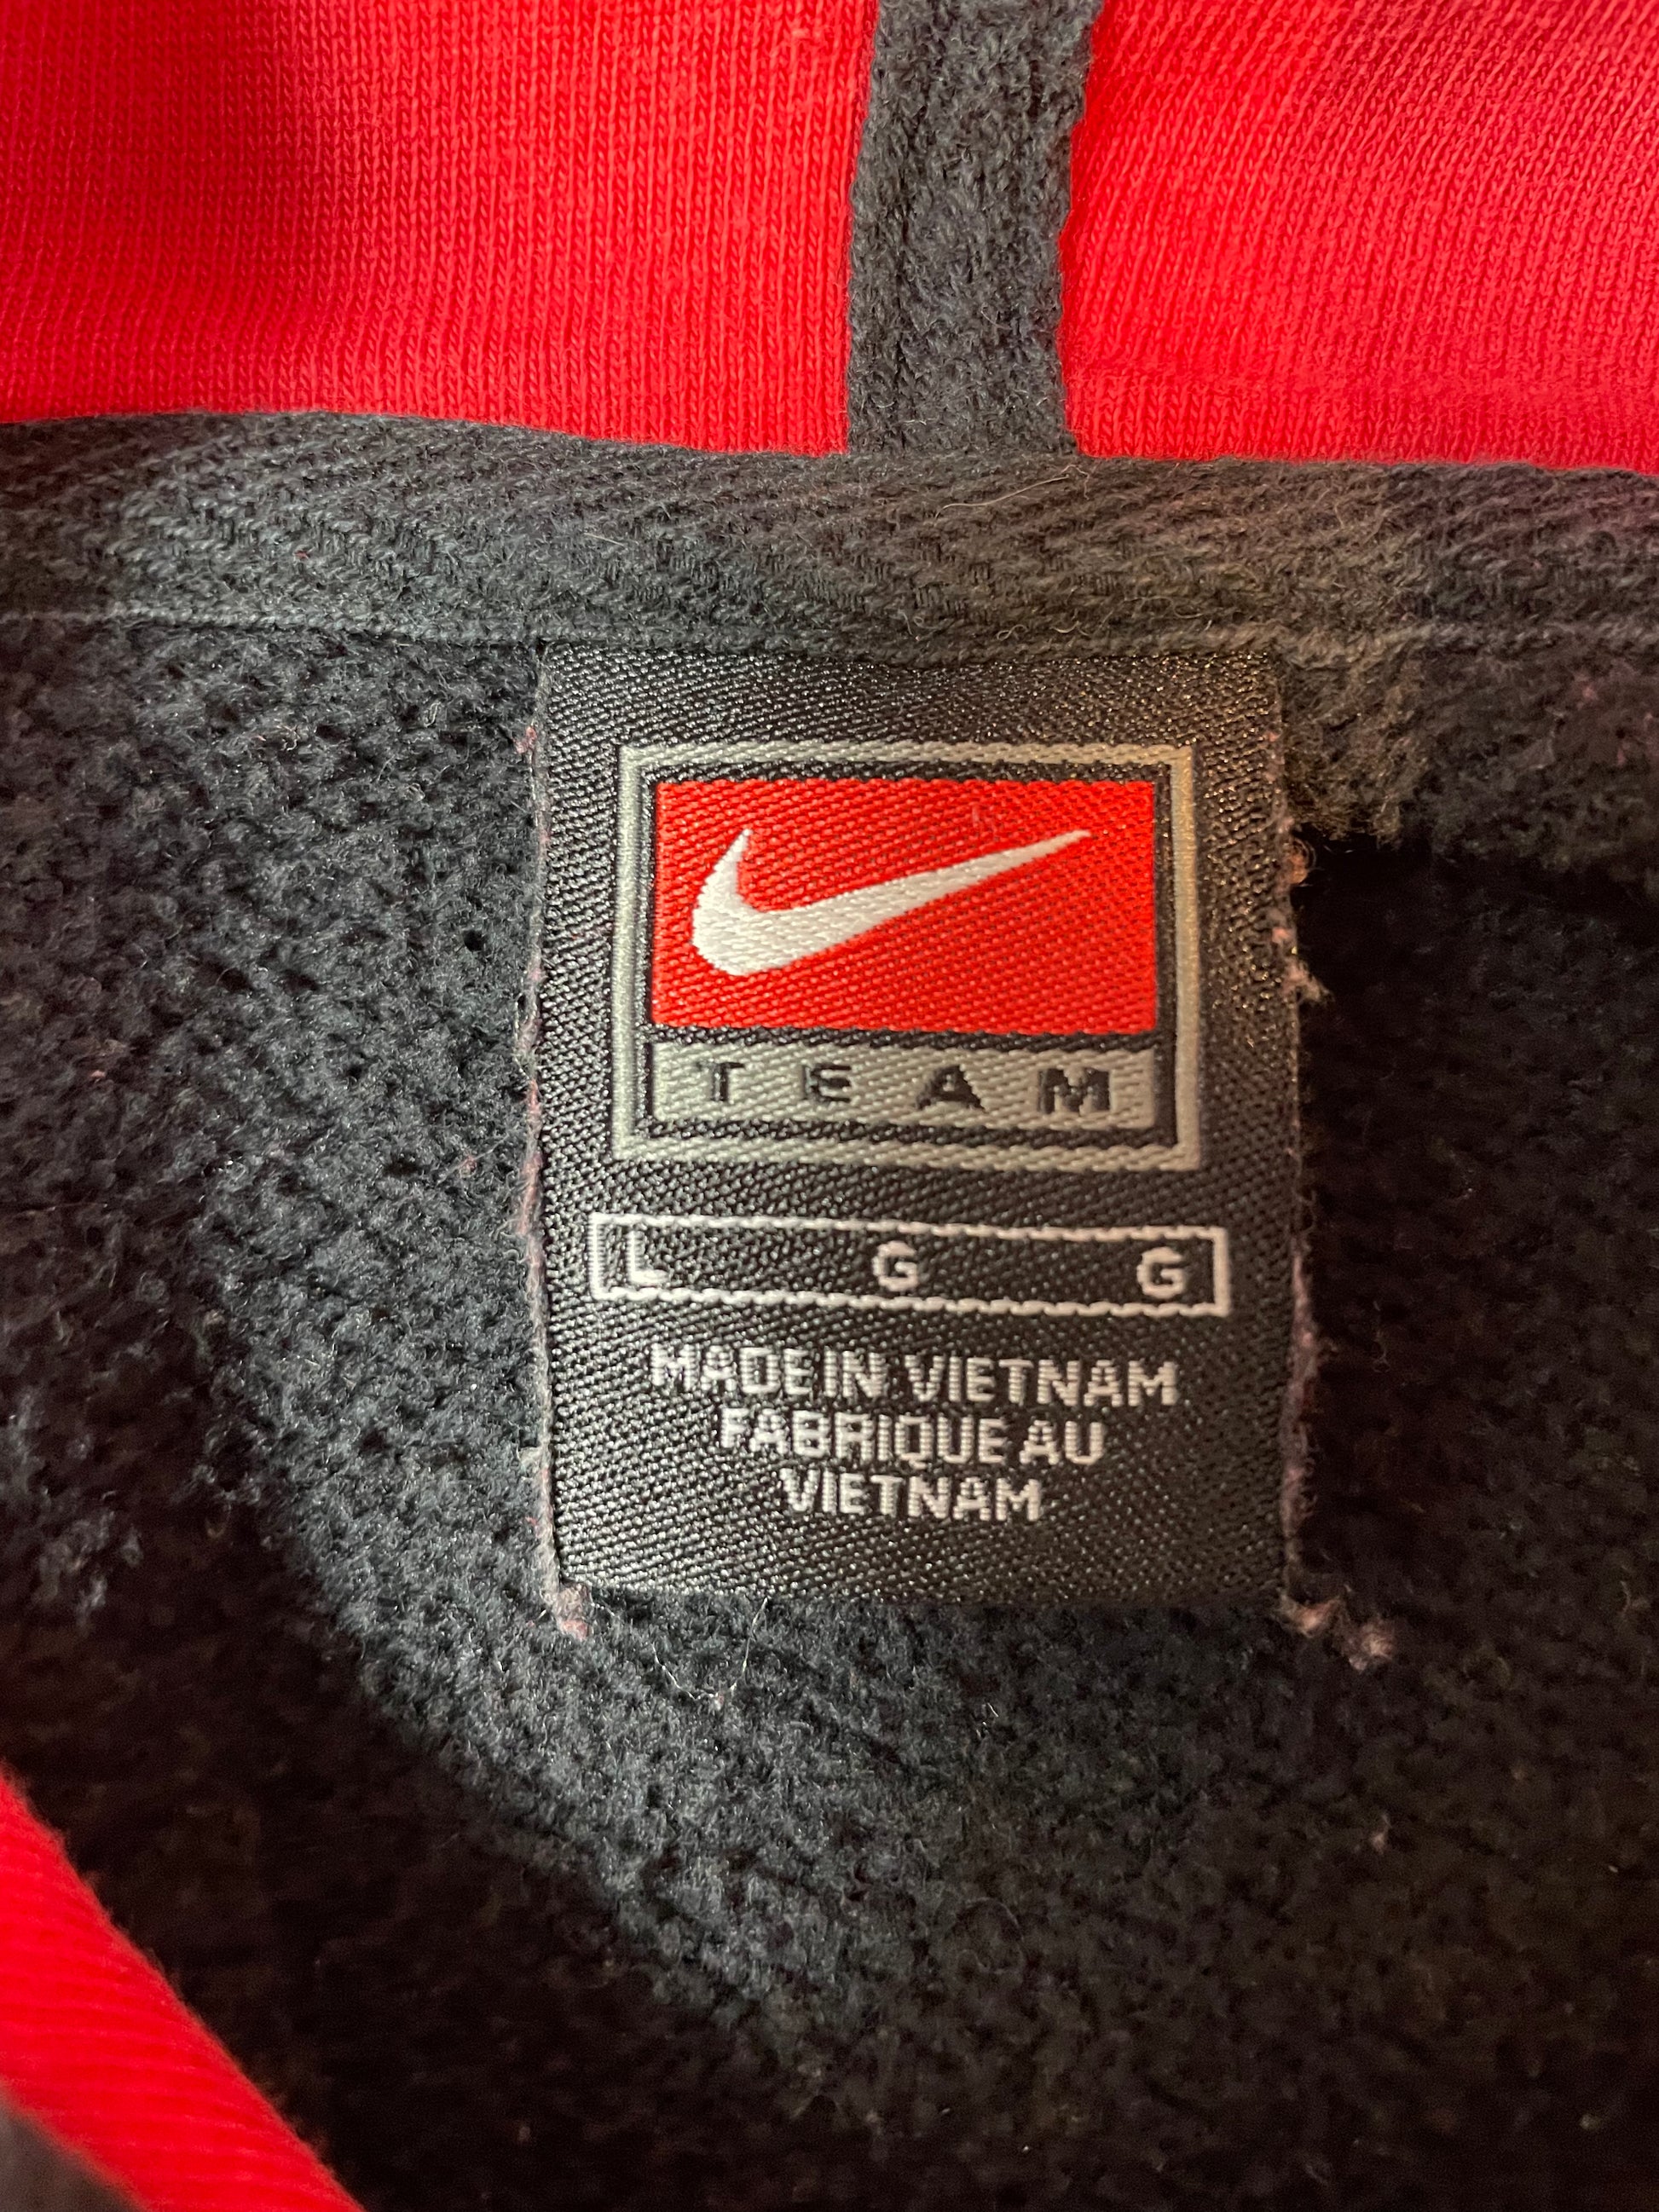 TEAM
L G G
MADE IN VIETNAM
FABRIQUE AU
VIETNAM